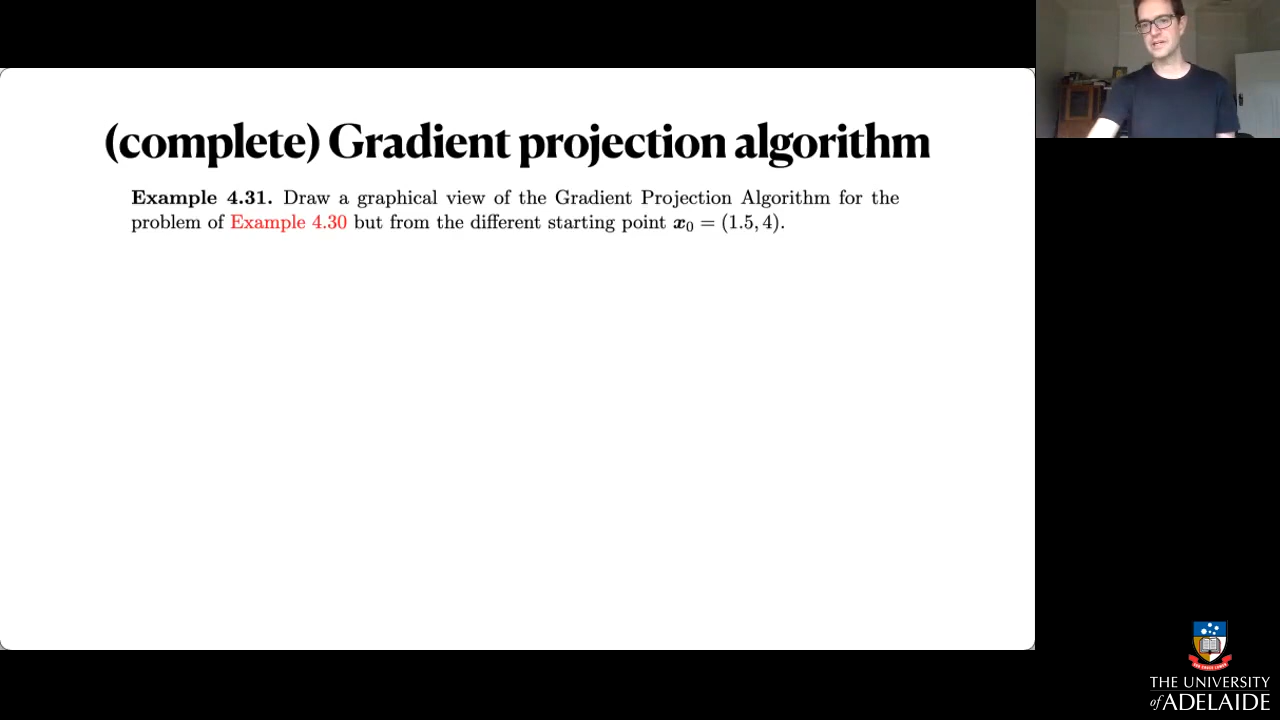 (complete) Gradient projection algorithm
Example 4.31. Draw a graphical view of the Gradient Projection Algorithm for the
problem of Example 4.30 but from the different starting point x₀ = (1.5, 4).
THE UNIVERSITY
of ADELAIDE